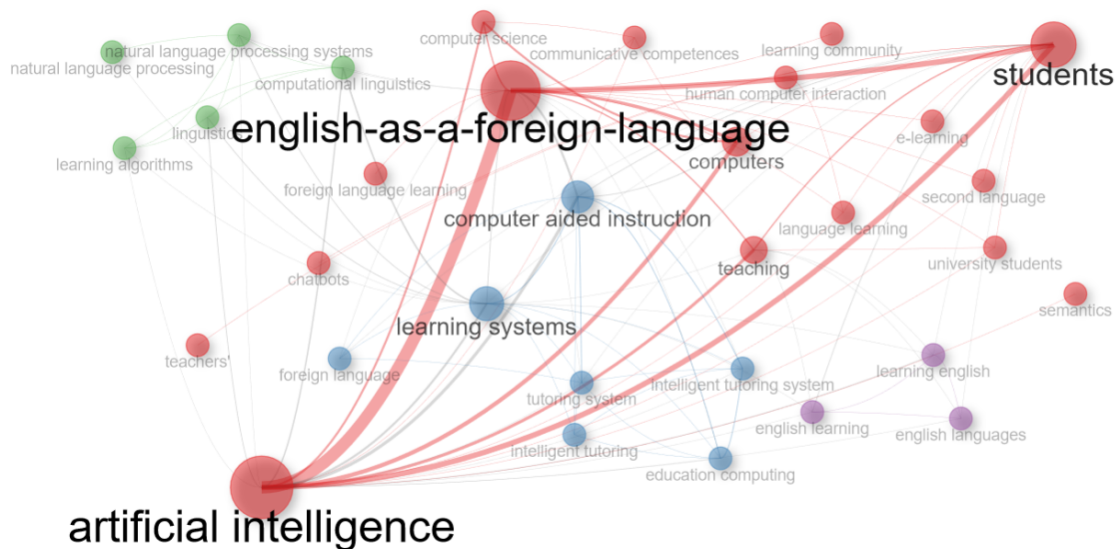 computer science
communicative competences
learning community
students
natural language processing systems
natural language processing
computational linguistics
human computer interaction
linguistics
english-as-a-foreign-language
e-learning
learning algorithms
computers
foreign language learning
second language
computer aided instruction
language learning
chatbots
teaching
university students
semantics
learning systems
teachers'
foreign language
learning english
intelligent tutoring system
tutoring system
english learning
english languages
intelligent tutoring
education computing
artificial intelligence